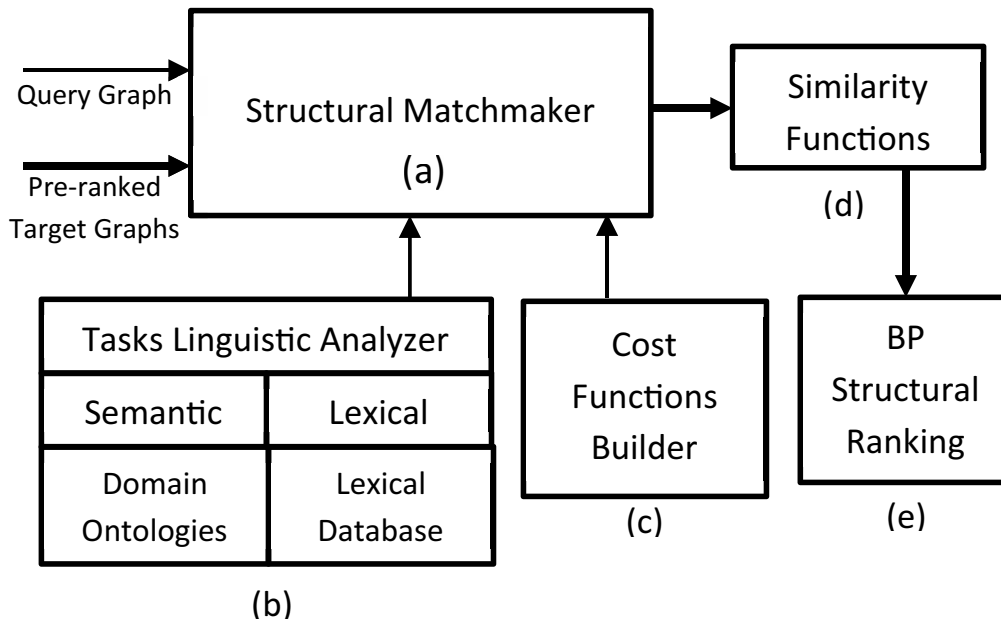 Query Graph
Pre-ranked
Target Graphs
Structural Matchmaker
(a)
Similarity
Functions
(d)
Tasks Linguistic Analyzer
Semantic
Lexical
Domain
Ontologies
Lexical
Database
(b)
Cost
Functions
Builder
(c)
BP
Structural
Ranking
(e)